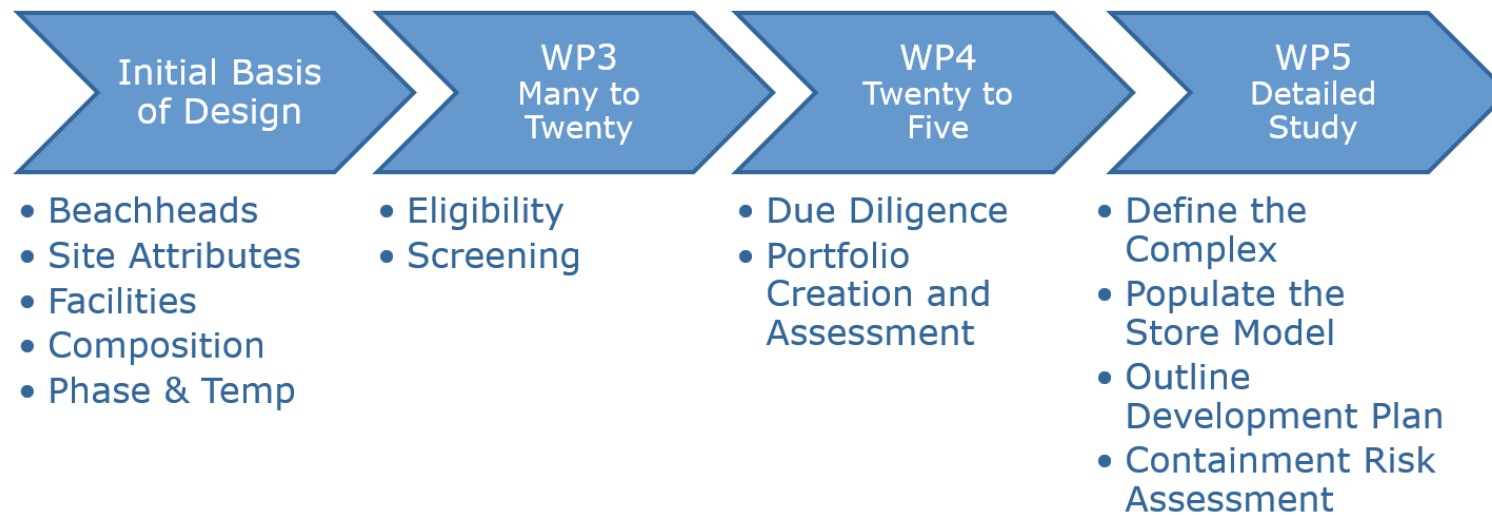 Initial Basis
of Design
• Beachheads
• Site Attributes
• Facilities
• Composition
• Phase & Temp
WP3
Many to
Twenty
• Eligibility
• Screening
WP4
Twenty to
Five
• Due Diligence
• Portfolio
Creation and
Assessment
WP5
Detailed
Study
• Define the
Complex
• Populate the
Store Model
• Outline
Development Plan
• Containment Risk
Assessment